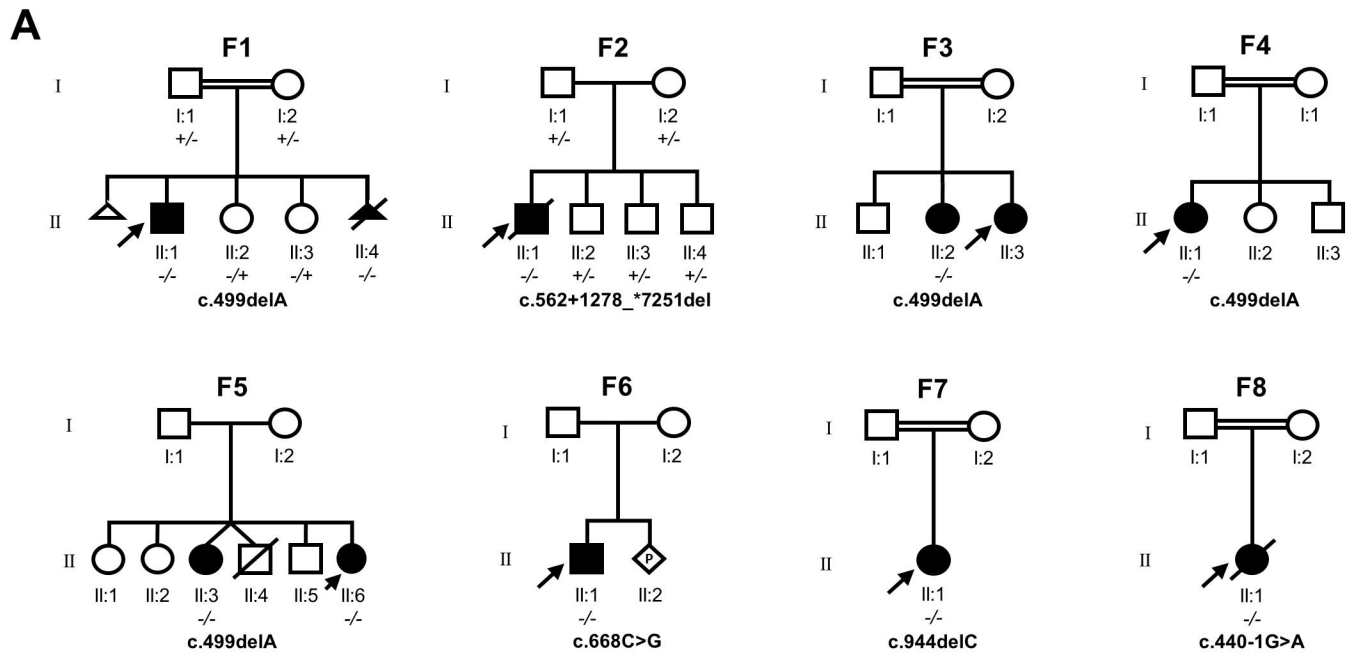 A
F1 F2 F3 F4
I I I I
I:1 I:2 I:1 I:2 I:1 I:2 I:1 I:1
+/- +/- +/- +/-
II II II II
II:1 II:2 II:3 II:4 II:1 II:2 II:3 II:4 II:1 II:2 II:3 II:1 II:2 II:3
-/- -/+ -/+ -/- -/- +/- +/- +/- -/- -/-
c.499delA c.562+1278_*7251del c.499delA c.499delA
F5 F6 F7 F8
I I I I
I:1 I:2 I:1 I:2 I:1 I:2 I:1 I:2
II II P II II
II:1 II:2 II:3 II:4 II:5 II:6 II:1 II:2 II:1 II:1
-/- -/- -/- -/- -/-
c.499delA c.668C>G c.944delC c.440-1G>A